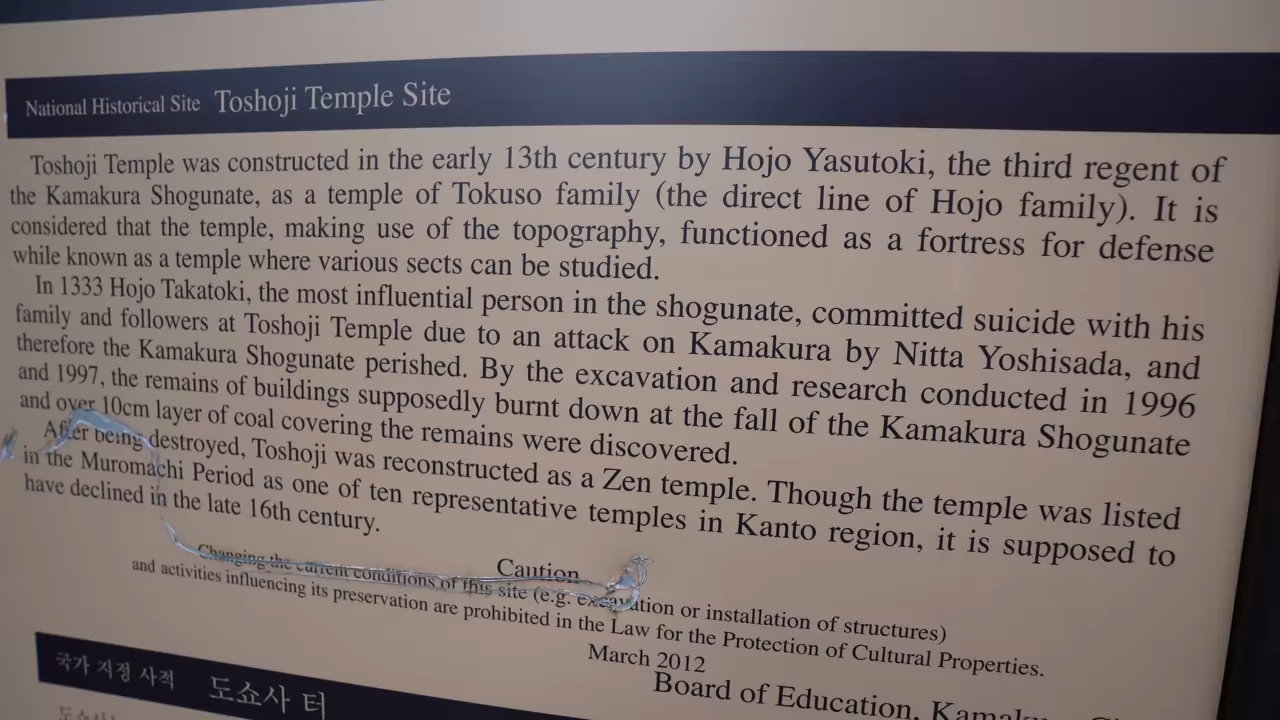 National Historical Site Toshoji Temple Site
Toshoji Temple was constructed in the early 13th century by Hojo Yasutoki, the third regent of
the Kamakura Shogunate, as a temple of Tokuso family (the direct line of Hojo family). It is
considered that the temple, making use of the topography, functioned as a fortress for defense
while known as a temple where various sects can be studied.
In 1333 Hojo Takatoki, the most influential person in the shogunate, committed suicide with his
family and followers at Toshoji Temple due to an attack on Kamakura by Nitta Yoshisada, and
therefore the Kamakura Shogunate perished. By the excavation and research conducted in 1996
and 1997, the remains of buildings supposedly burnt down at the fall of the Kamakura Shogunate
and over 10cm layer of coal covering the remains were discovered.
After being destroyed, Toshoji was reconstructed as a Zen temple. Though the temple was listed
in the Muromachi Period as one of ten representative temples in Kanto region, it is supposed to
have declined in the late 16th century.
Caution
Changing the current conditions of this site (e.g. excavation or installation of structures)
and activities influencing its preservation are prohibited in the Law for the Protection of Cultural Properties.
March 2012
Board of Education,
국가 지정 사적 도쇼사 터